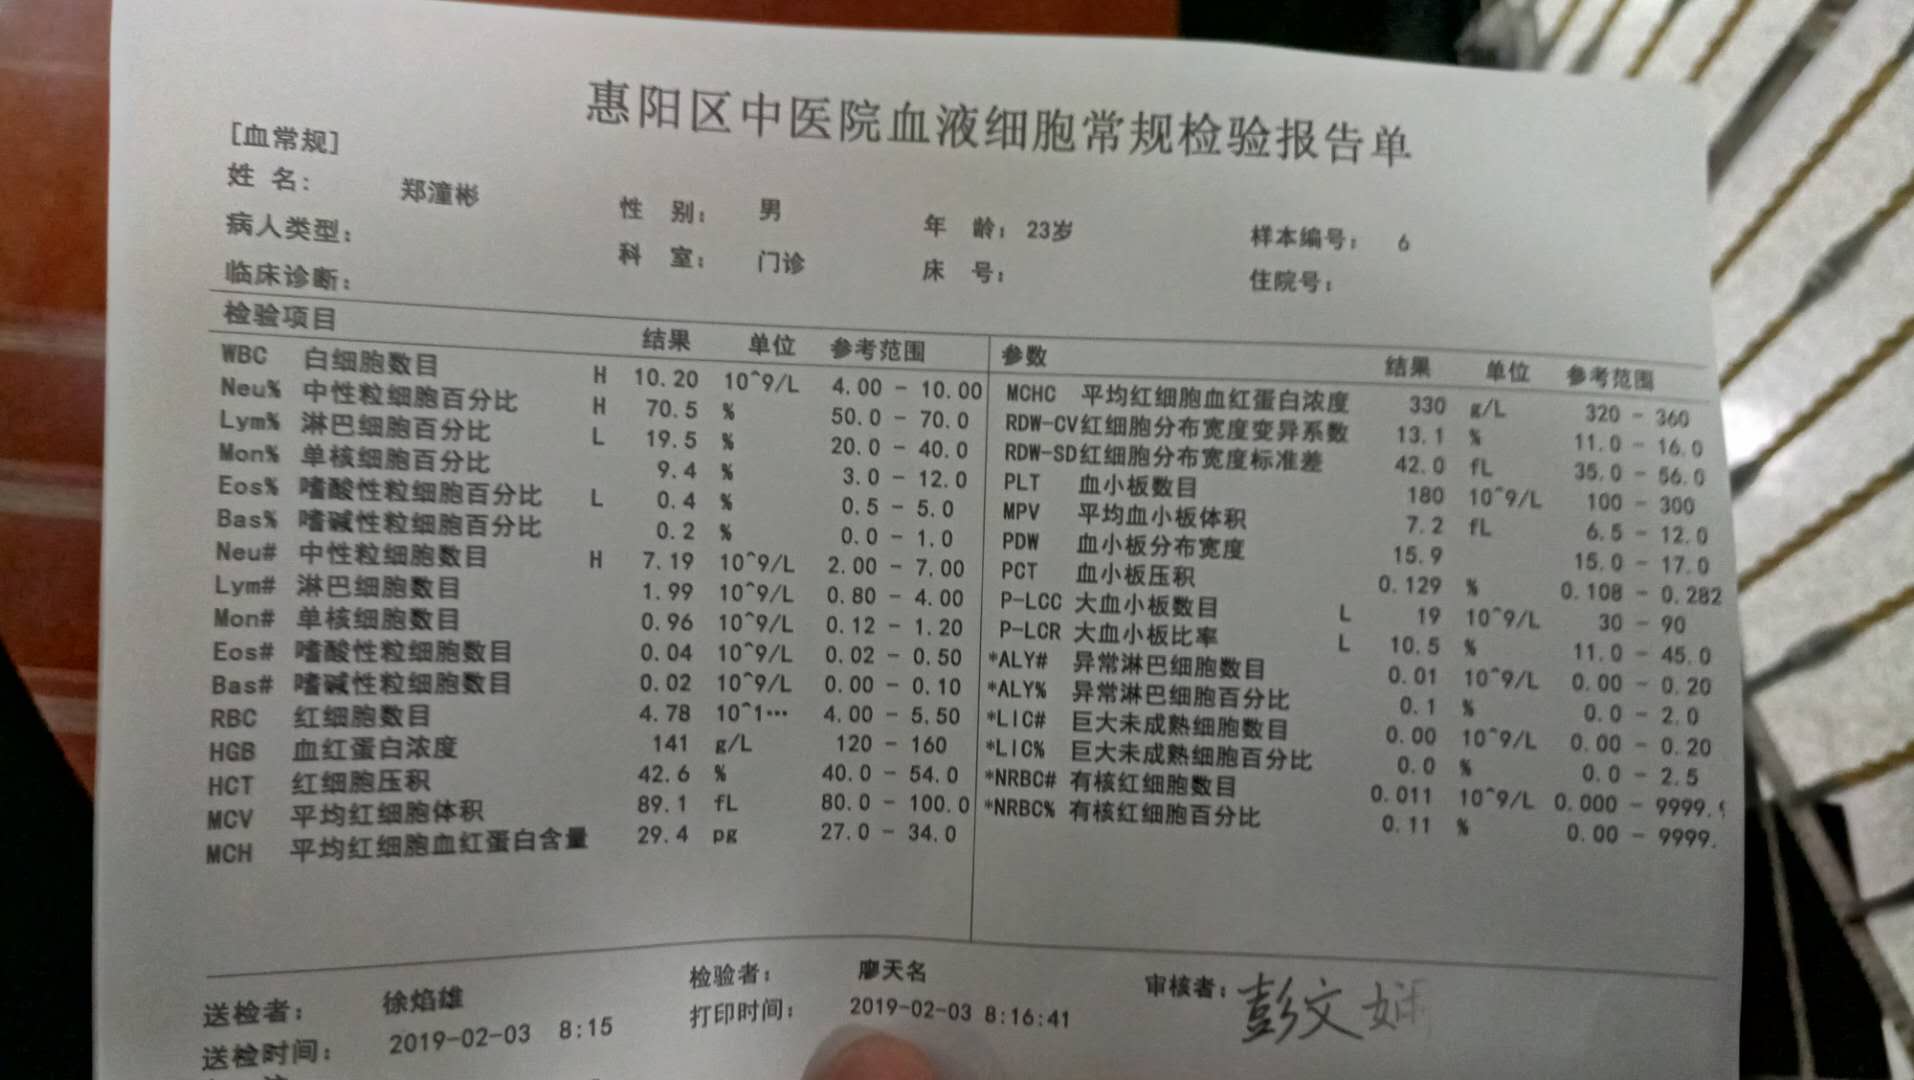 惠阳区中医院血液细胞常规检验报告单
[血常规]
姓 名： 郑潼彬 性 别： 男 年 龄： 23岁 样本编号： 6
病人类型： 科 室： 门诊 床 号： 住院号：
临床诊断：
检验项目 结果 单位 参考范围
WBC 白细胞数目 H 10.20 10^9/L 4.00 - 10.00
Neu% 中性粒细胞百分比 H 70.5 % 50.0 - 70.0
Lym% 淋巴细胞百分比 L 19.5 % 20.0 - 40.0
Mon% 单核细胞百分比 9.4 % 3.0 - 12.0
Eos% 嗜酸性粒细胞百分比 L 0.4 % 0.5 - 5.0
Bas% 嗜碱性粒细胞百分比 0.2 % 0.0 - 1.0
Neu# 中性粒细胞数目 H 7.19 10^9/L 2.00 - 7.00
Lym# 淋巴细胞数目 1.99 10^9/L 0.80 - 4.00
Mon# 单核细胞数目 0.96 10^9/L 0.12 - 1.20
Eos# 嗜酸性粒细胞数目 0.04 10^9/L 0.02 - 0.50
Bas# 嗜碱性粒细胞数目 0.02 10^9/L 0.00 - 0.10
RBC 红细胞数目 4.78 10^1… 4.00 - 5.50
HGB 血红蛋白浓度 141 g/L 120 - 160
HCT 红细胞压积 42.6 % 40.0 - 54.0
MCV 平均红细胞体积 89.1 fL 80.0 - 100.0
MCH 平均红细胞血红蛋白含量 29.4 pg 27.0 - 34.0
参数 结果 单位 参考范围
MCHC 平均红细胞血红蛋白浓度 330 g/L 320 - 360
RDW-CV红细胞分布宽度变异系数 13.1 % 11.0 - 16.0
RDW-SD红细胞分布宽度标准差 42.0 fL 35.0 - 56.0
PLT 血小板数目 180 10^9/L 100 - 300
MPV 平均血小板体积 7.2 fL 6.5 - 12.0
PDW 血小板分布宽度 15.9 15.0 - 17.0
PCT 血小板压积 0.129 % 0.108 - 0.282
P-LCC 大血小板数目 L 19 10^9/L 30 - 90
P-LCR 大血小板比率 L 10.5 % 11.0 - 45.0
*ALY# 异常淋巴细胞数目 0.01 10^9/L 0.00 - 0.20
*ALY% 异常淋巴细胞百分比 0.1 % 0.0 - 2.0
*LIC# 巨大未成熟细胞数目 0.00 10^9/L 0.00 - 0.20
*LIC% 巨大未成熟细胞百分比 0.0 % 0.0 - 2.5
*NRBC# 有核红细胞数目 0.011 10^9/L 0.000 - 9999.
*NRBC% 有核红细胞百分比 0.11 % 0.00 - 9999.
送检者： 徐焰雄 检验者： 廖天名 审核者： 彭文娴
送检时间： 2019-02-03 8:15 打印时间： 2019-02-03 8:16:41